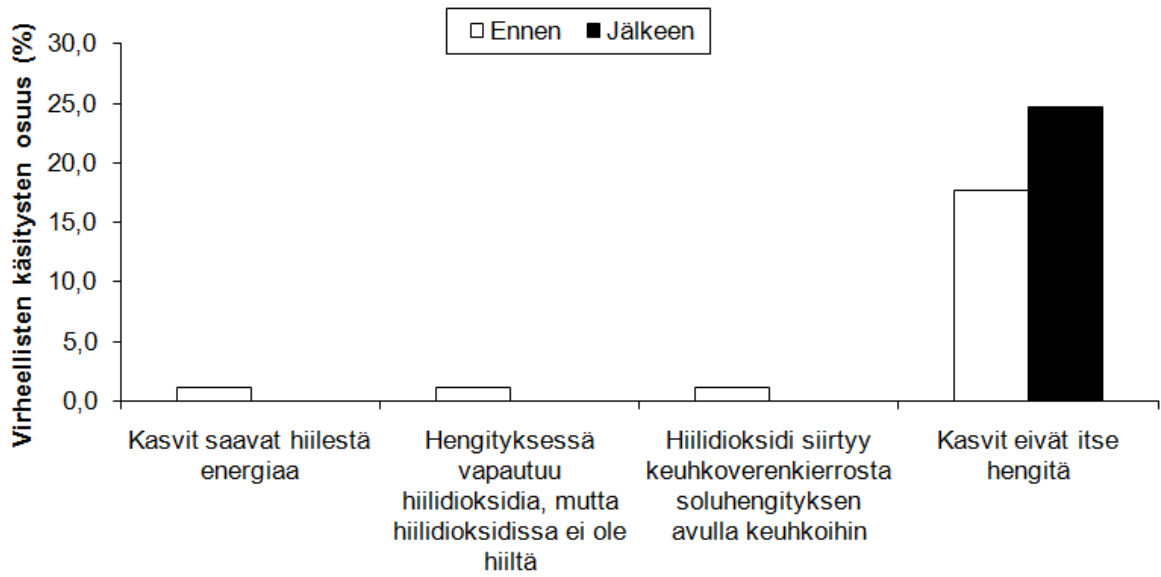 Ennen Jälkeen
Virheellisten käsitysten osuus (%)
30,0
25,0
20,0
15,0
10,0
5,0
0,0
Kasvit saavat hiilestä
energiaa
Hengityksessä
vapautuu
hiilidioksidia, mutta
hiilidioksidissa ei ole
hiiltä
Hiilidioksidi siirtyy
keuhkoverenkierrosta
soluhengityksen
avulla keuhkoihin
Kasvit eivät itse
hengitä